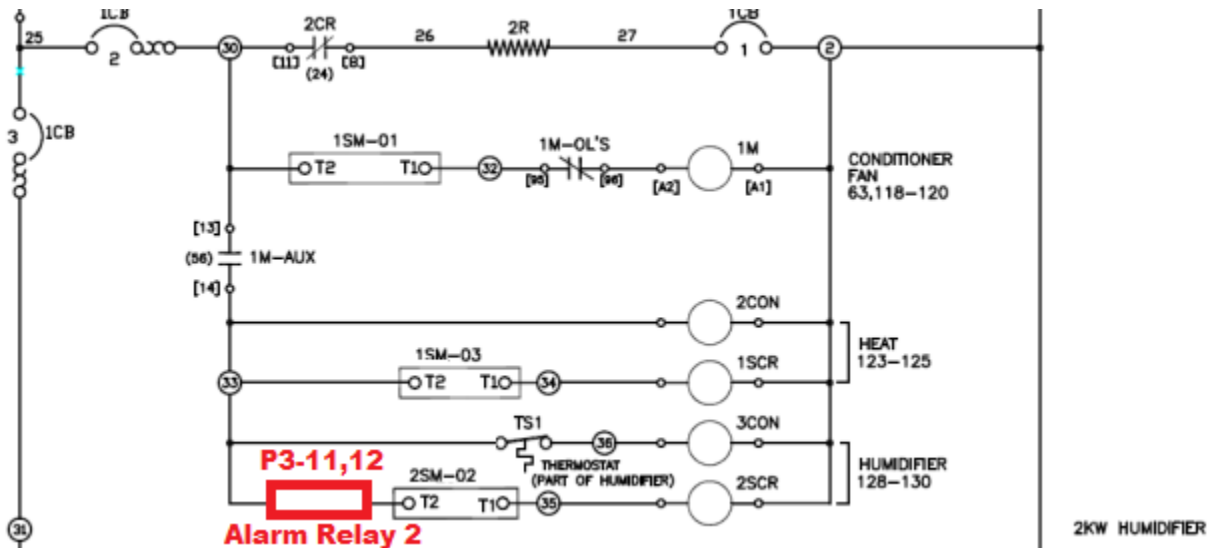 1CB
2CR
1CB
25
2
30
[11]
(24)
[8]
26
2R
27
1
2
3
1CB
1SM-01
T2
T1
32
1M-OL'S
[95]
[96]
[A2]
1M
[A1]
CONDITIONER
FAN
63,118-120
[13]
(56)
1M-AUX
[14]
2CON
HEAT
123-125
33
1SM-03
T2
T1
34
1SCR
TS1
36
THERMOSTAT
(PART OF HUMIDIFIER)
3CON
HUMIDIFIER
128-130
P3-11,12
Alarm Relay 2
2SM-02
T2
T1
35
2SCR
31
2KW HUMIDIFIER